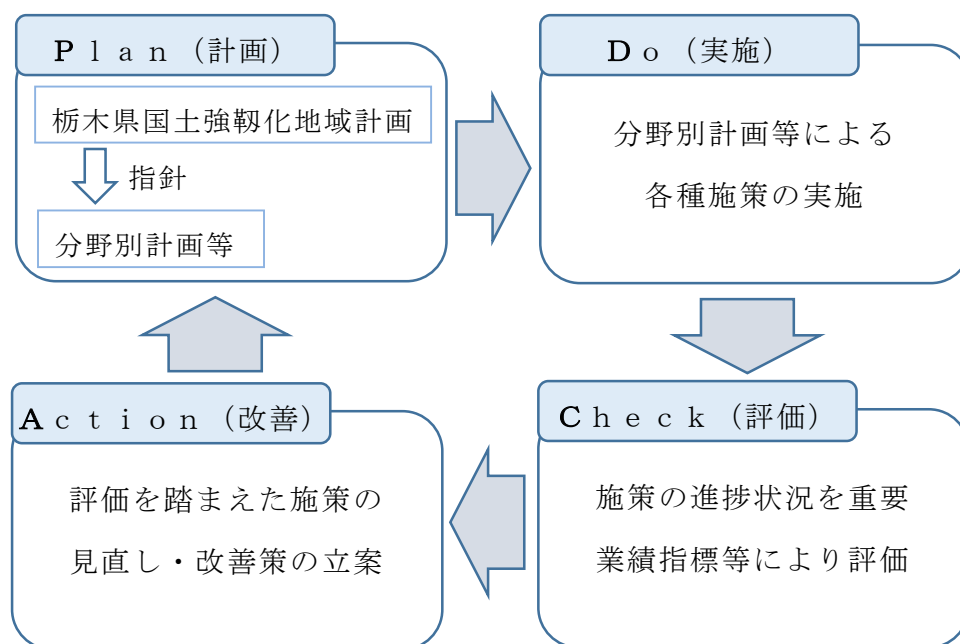 Plan（計画）
栃木県国土強靱化地域計画
指針
分野別計画等
Do（実施）
分野別計画等による
各種施策の実施
Check（評価）
施策の進捗状況を重要
業績指標等により評価
Action（改善）
評価を踏まえた施策の
見直し・改善策の立案